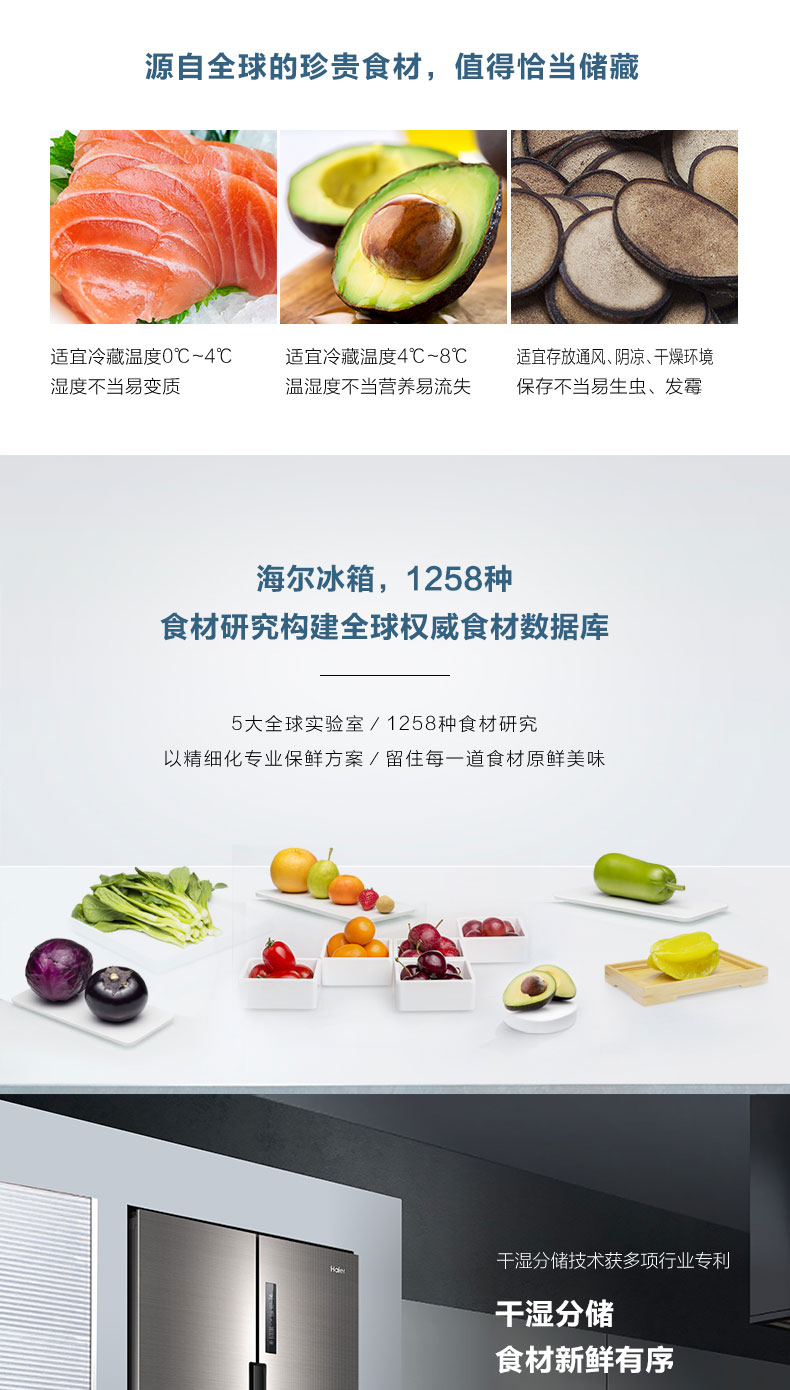 源自全球的珍贵食材，值得恰当储藏
适宜冷藏温度0℃~4℃
湿度不当易变质
适宜冷藏温度4℃~8℃
温湿度不当营养易流失
适宜存放通风、阴凉、干燥环境
保存不当易生虫、发霉
海尔冰箱，1258种
食材研究构建全球权威食材数据库
5大全球实验室 / 1258种食材研究
以精细化专业保鲜方案 / 留住每一道食材原鲜美味
Haier
干湿分储技术获多项行业专利
干湿分储
食材新鲜有序